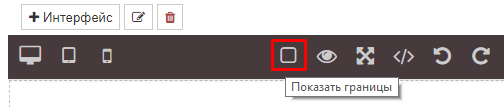 Интерфейс
Показать границы